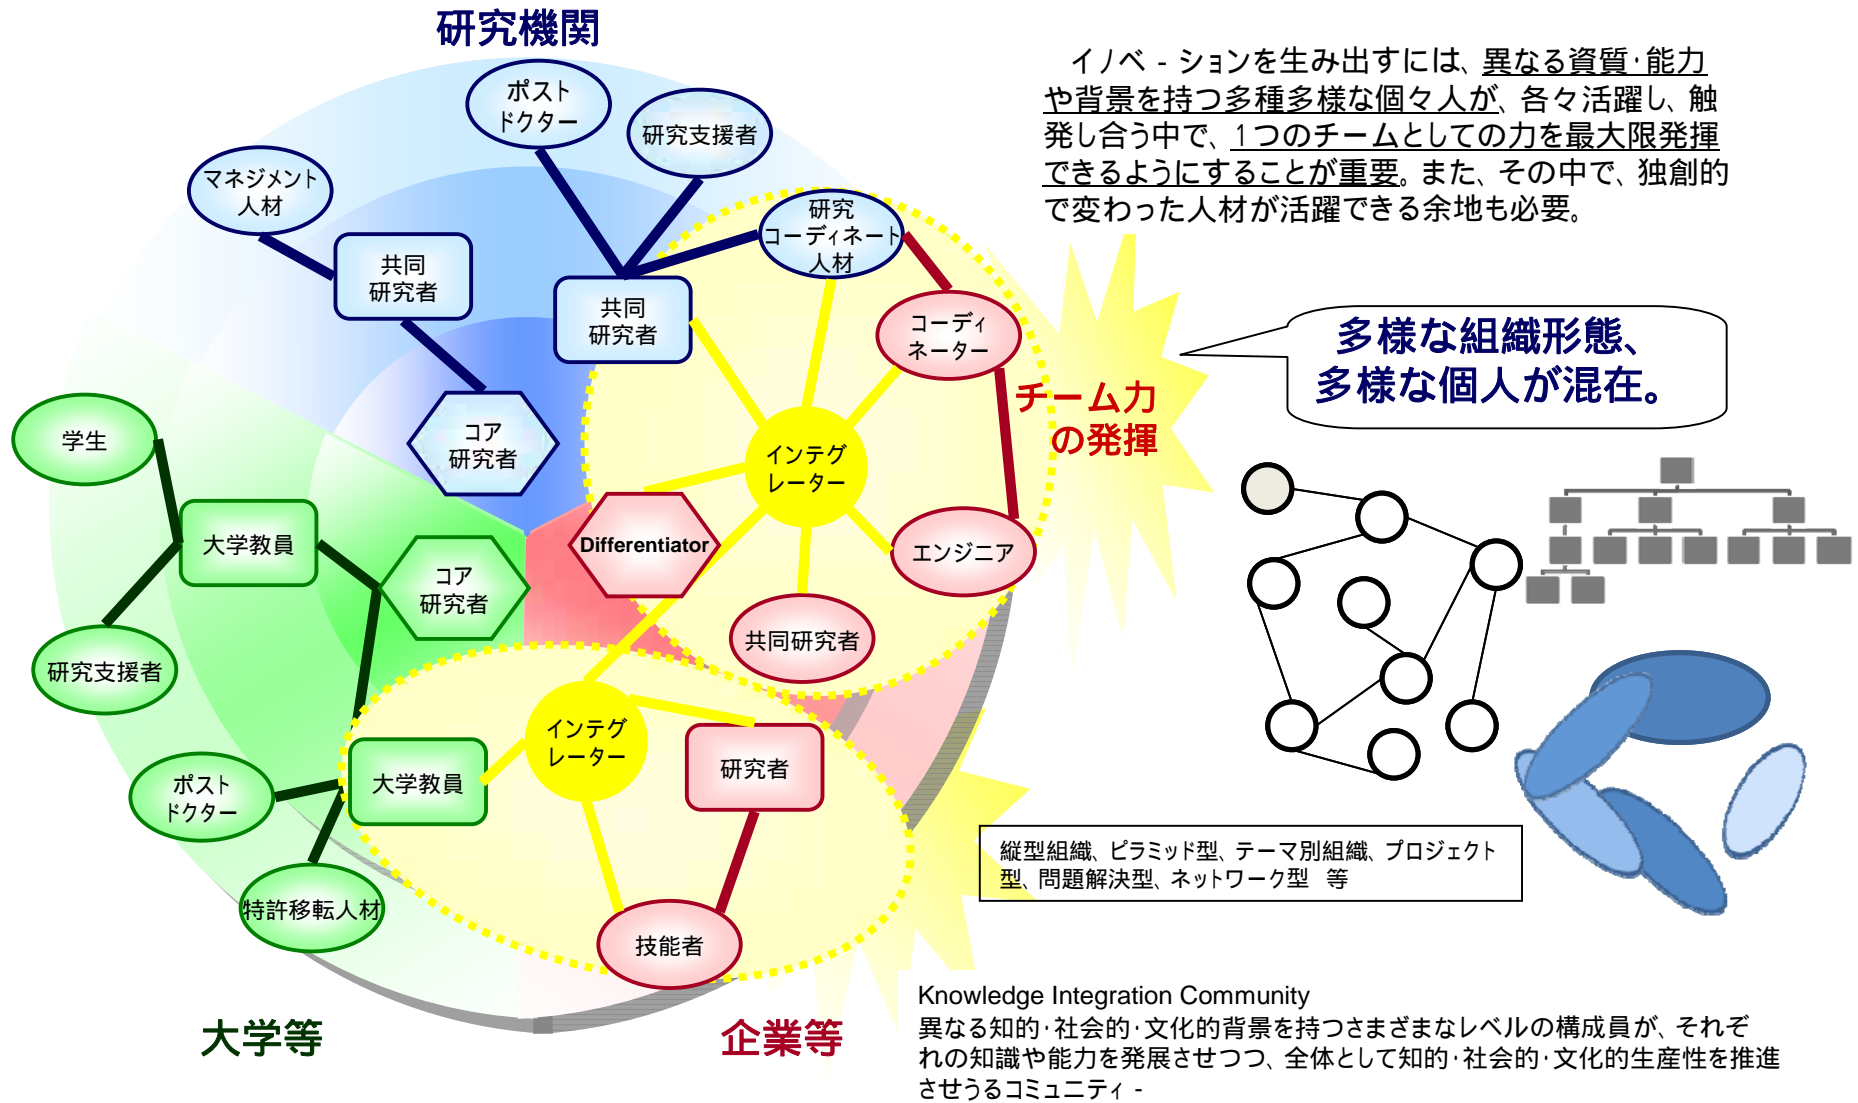 研究機関
イノベ - ションを生み出すには、異なる資質・能力
や背景を持つ多種多様な個々人が、各々活躍し、触
発し合う中で、1つのチームとしての力を最大限発揮
できるようにすることが重要。また、その中で、独創的
で変わった人材が活躍できる余地も必要。
ポスト
ドクター
研究支援者
マネジメント
人材
研究
コーディネート
人材
共同
研究者
共同
研究者
コーディ
ネーター
多様な組織形態、
多様な個人が混在。
チーム力
の発揮
学生
コア
研究者
インテグ
レーター
大学教員
Differentiator
エンジニア
コア
研究者
共同研究者
研究支援者
インテグ
レーター
研究者
大学教員
ポスト
ドクター
特許移転人材
技能者
縦型組織、ピラミッド型、テーマ別組織、プロジェクト
型、問題解決型、ネットワーク型　等
大学等
企業等
Knowledge Integration Community
異なる知的・社会的・文化的背景を持つさまざまなレベルの構成員が、それぞ
れの知識や能力を発展させつつ、全体として知的・社会的・文化的生産性を推進
させうるコミュニティ -